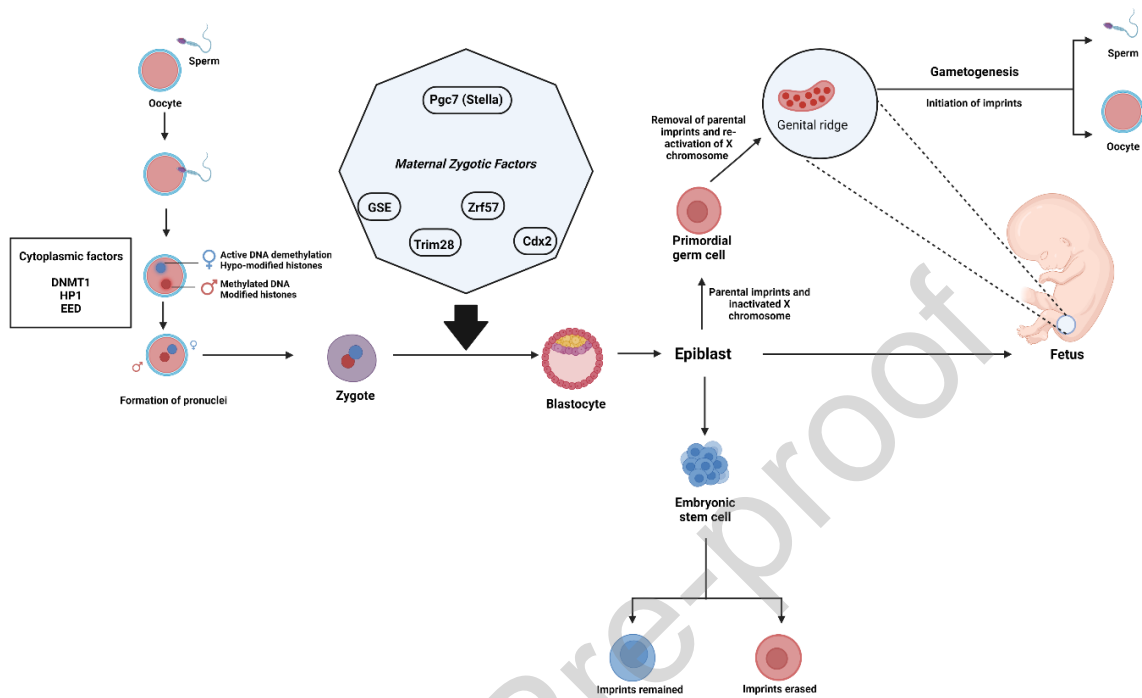 Sperm
Oocyte
Cytoplasmic factors
DNMT1
HP1
EED
Active DNA demethylation
Hypo-modified histones
Methylated DNA
Modified histones
Formation of pronuclei
Pgc7 (Stella)
Maternal Zygotic Factors
GSE
Zrf57
Trim28
Cdx2
Zygote
Blastocyte
Epiblast
Parental imprints and
inactivated X
chromosome
Primordial
germ cell
Removal of parental
imprints and re-
activation of X
chromosome
Genital ridge
Gametogenesis
Initiation of imprints
Sperm
Oocyte
Fetus
Embryonic
stem cell
Imprints remained
Imprints erased
Pre-proof